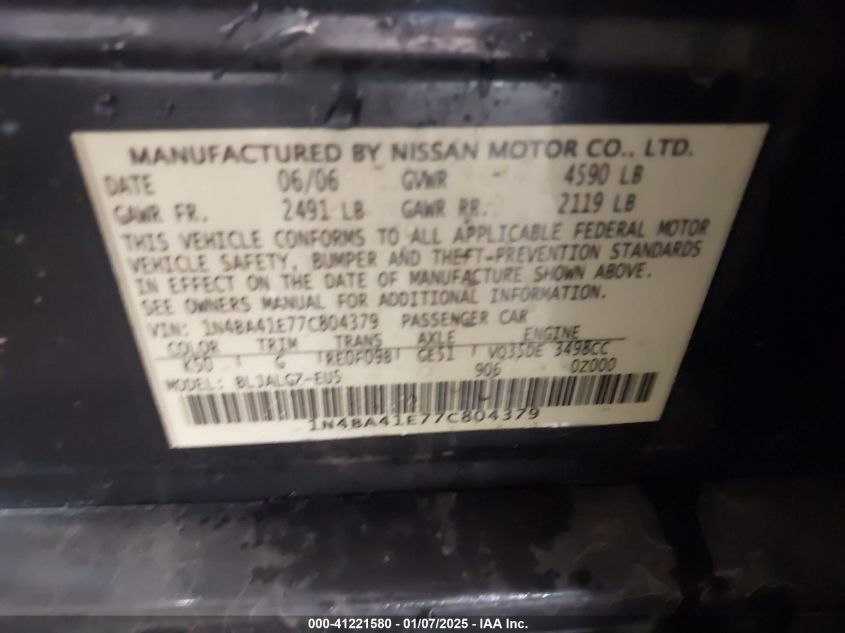 MANUFACTURED BY NISSAN MOTOR CO., LTD.
DATE 06/06 GVWR 4590 LB
GAWR FR. 2491 LB GAWR RR. 2119 LB
THIS VEHICLE CONFORMS TO ALL APPLICABLE FEDERAL MOTOR
VEHICLE SAFETY, BUMPER AND THEFT-PREVENTION STANDARDS
IN EFFECT ON THE DATE OF MANUFACTURE SHOWN ABOVE.
SEE OWNERS MANUAL FOR ADDITIONAL INFORMATION.
VIN: 1N4BA41E77C804379 PASSENGER CAR
COLOR TRIM TRANS AXLE ENGINE
K50 G RE0F09B GE51 VQ35DE 3498CC
MODEL: BL3ALG7-EU5 906 0Z000
1N4BA41E77C804379
000-41221580 - 01/07/2025 - IAA Inc.